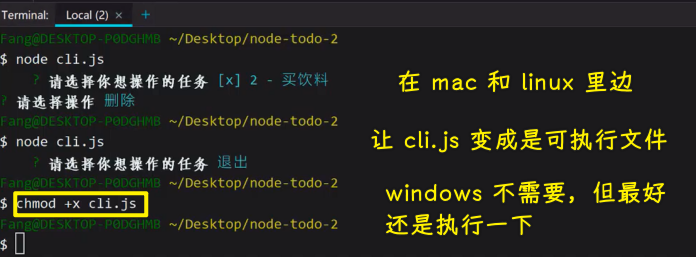 Terminal: Local (2) × +
Fang@DESKTOP-P0DGHMB ~/Desktop/node-todo-2
$ node cli.js
? 请选择你想操作的任务 [x] 2 - 买饮料
? 请选择操作 删除
Fang@DESKTOP-P0DGHMB ~/Desktop/node-todo-2
$ node cli.js
? 请选择你想操作的任务 退出
Fang@DESKTOP-P0DGHMB ~/Desktop/node-todo-2
$ chmod +x cli.js
Fang@DESKTOP-P0DGHMB ~/Desktop/node-todo-2
$
在 mac 和 linux 里边
让 cli.js 变成是可执行文件
windows 不需要，但最好
还是执行一下